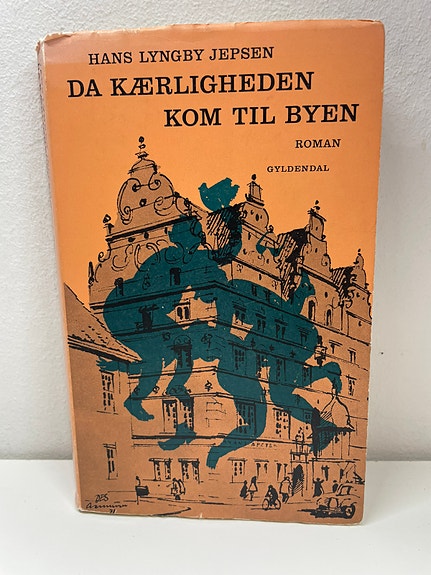 HANS LYNGBY JEPSEN
DA KÆRLIGHEDEN
KOM TIL BYEN
ROMAN
GYLDENDAL